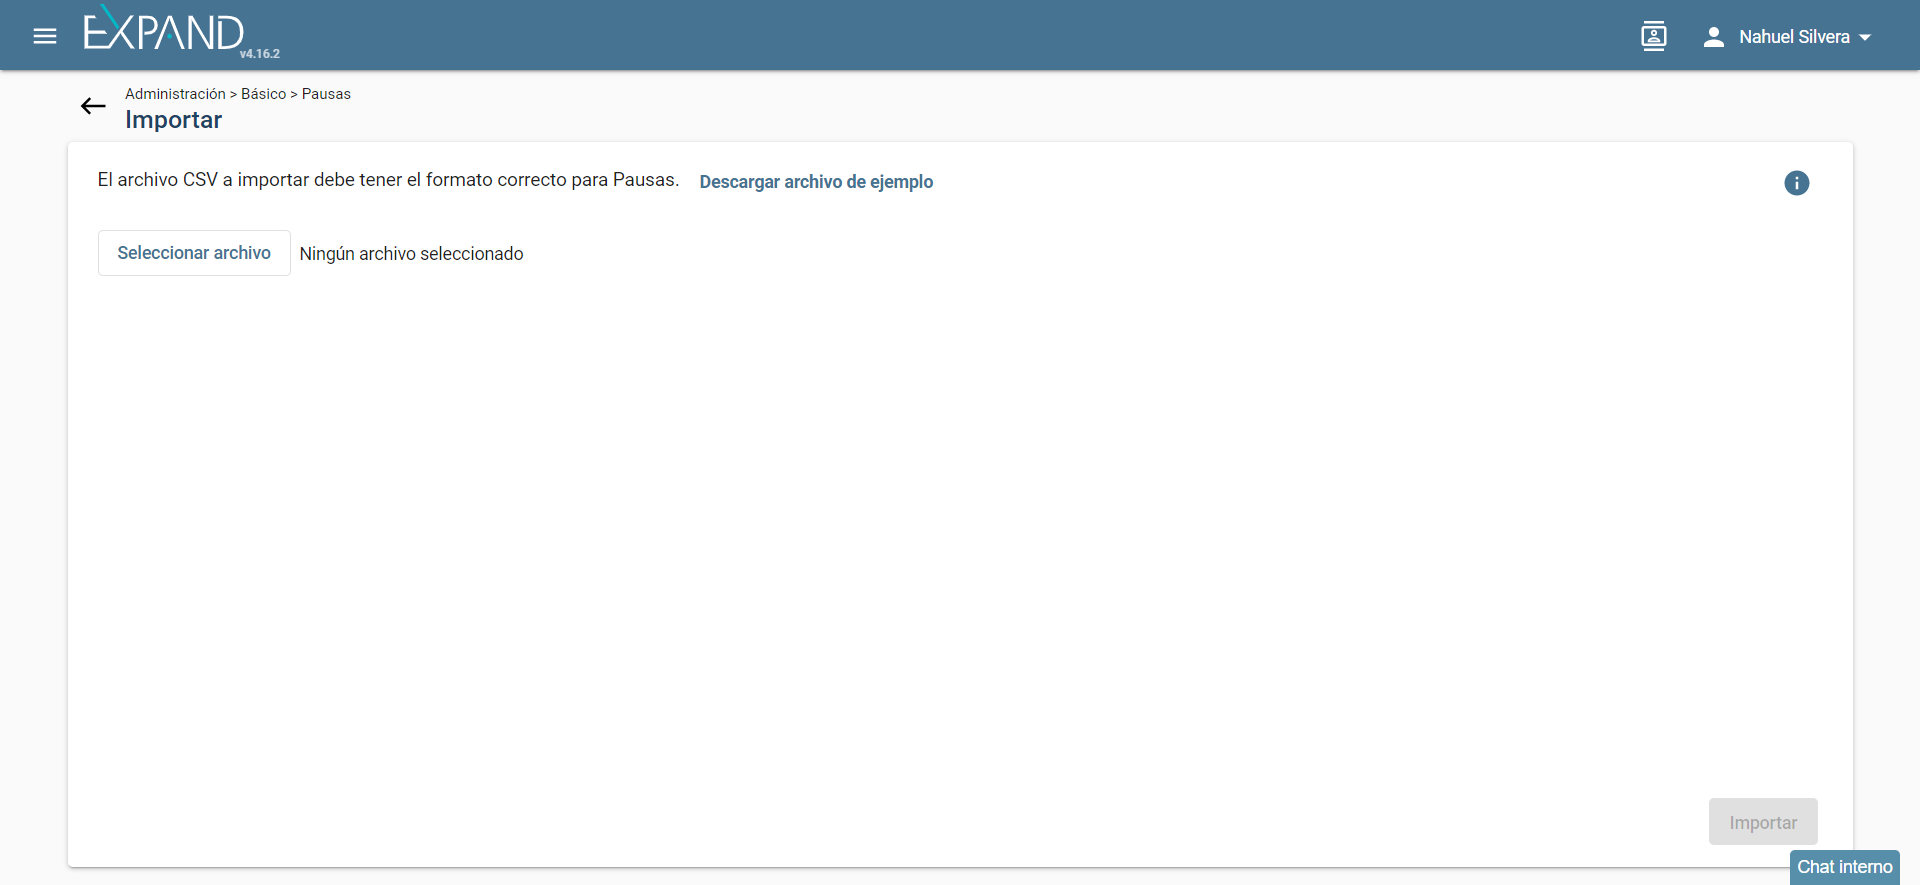 EXPAND
v4.16.2
Nahuel Silvera
Administración > Básico > Pausas
Importar
El archivo CSV a importar debe tener el formato correcto para Pausas. Descargar archivo de ejemplo
Seleccionar archivo Ningún archivo seleccionado
Importar
Chat interno